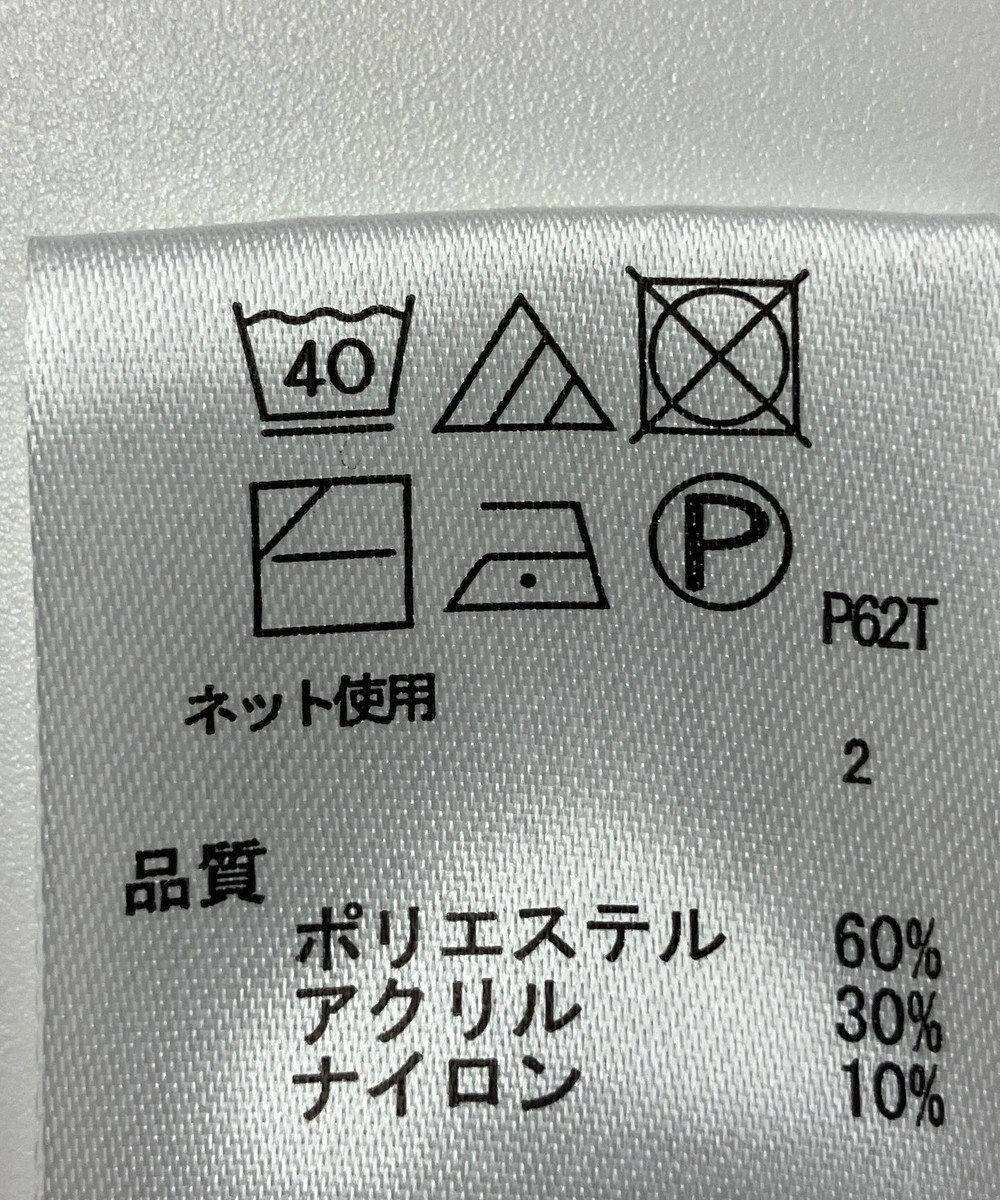 40
P
P62T
ネット使用
2
品質
ポリエステル 60%
アクリル 30%
ナイロン 10%